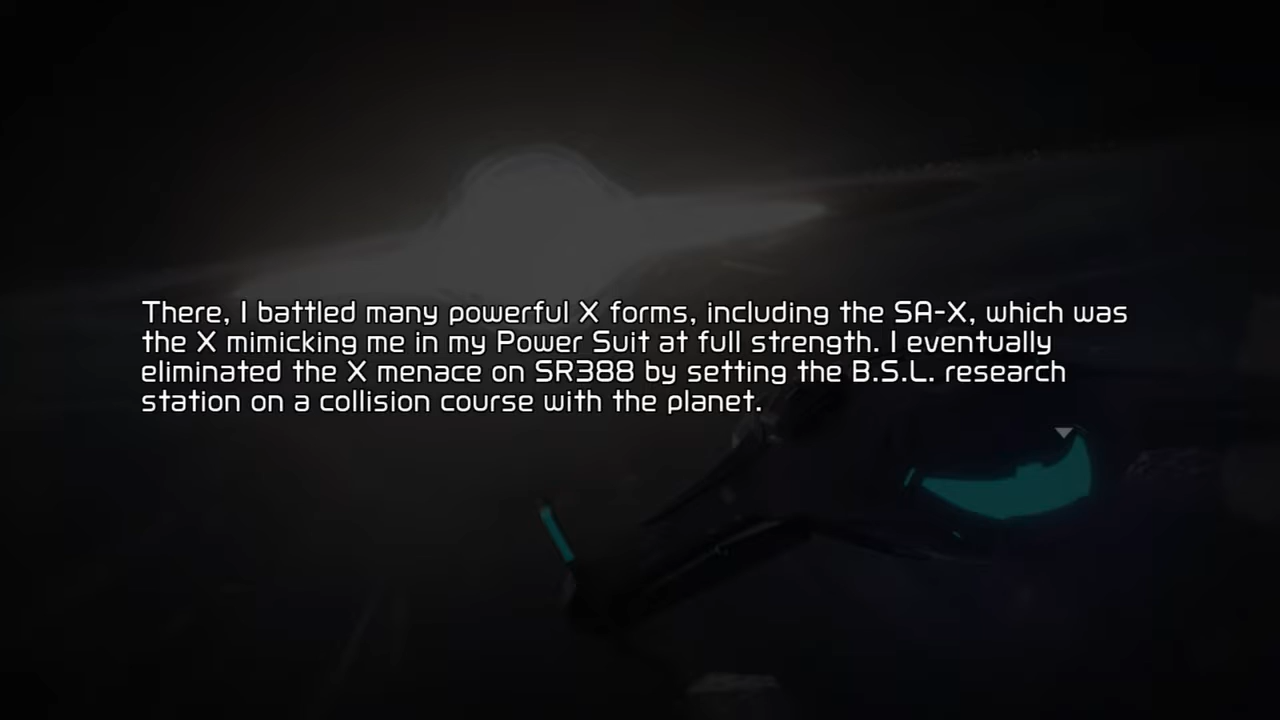 There, I battled many powerful X forms, including the SA-X, which was
the X mimicking me in my Power Suit at full strength. I eventually
eliminated the X menace on SR388 by setting the B.S.L. research
station on a collision course with the planet.